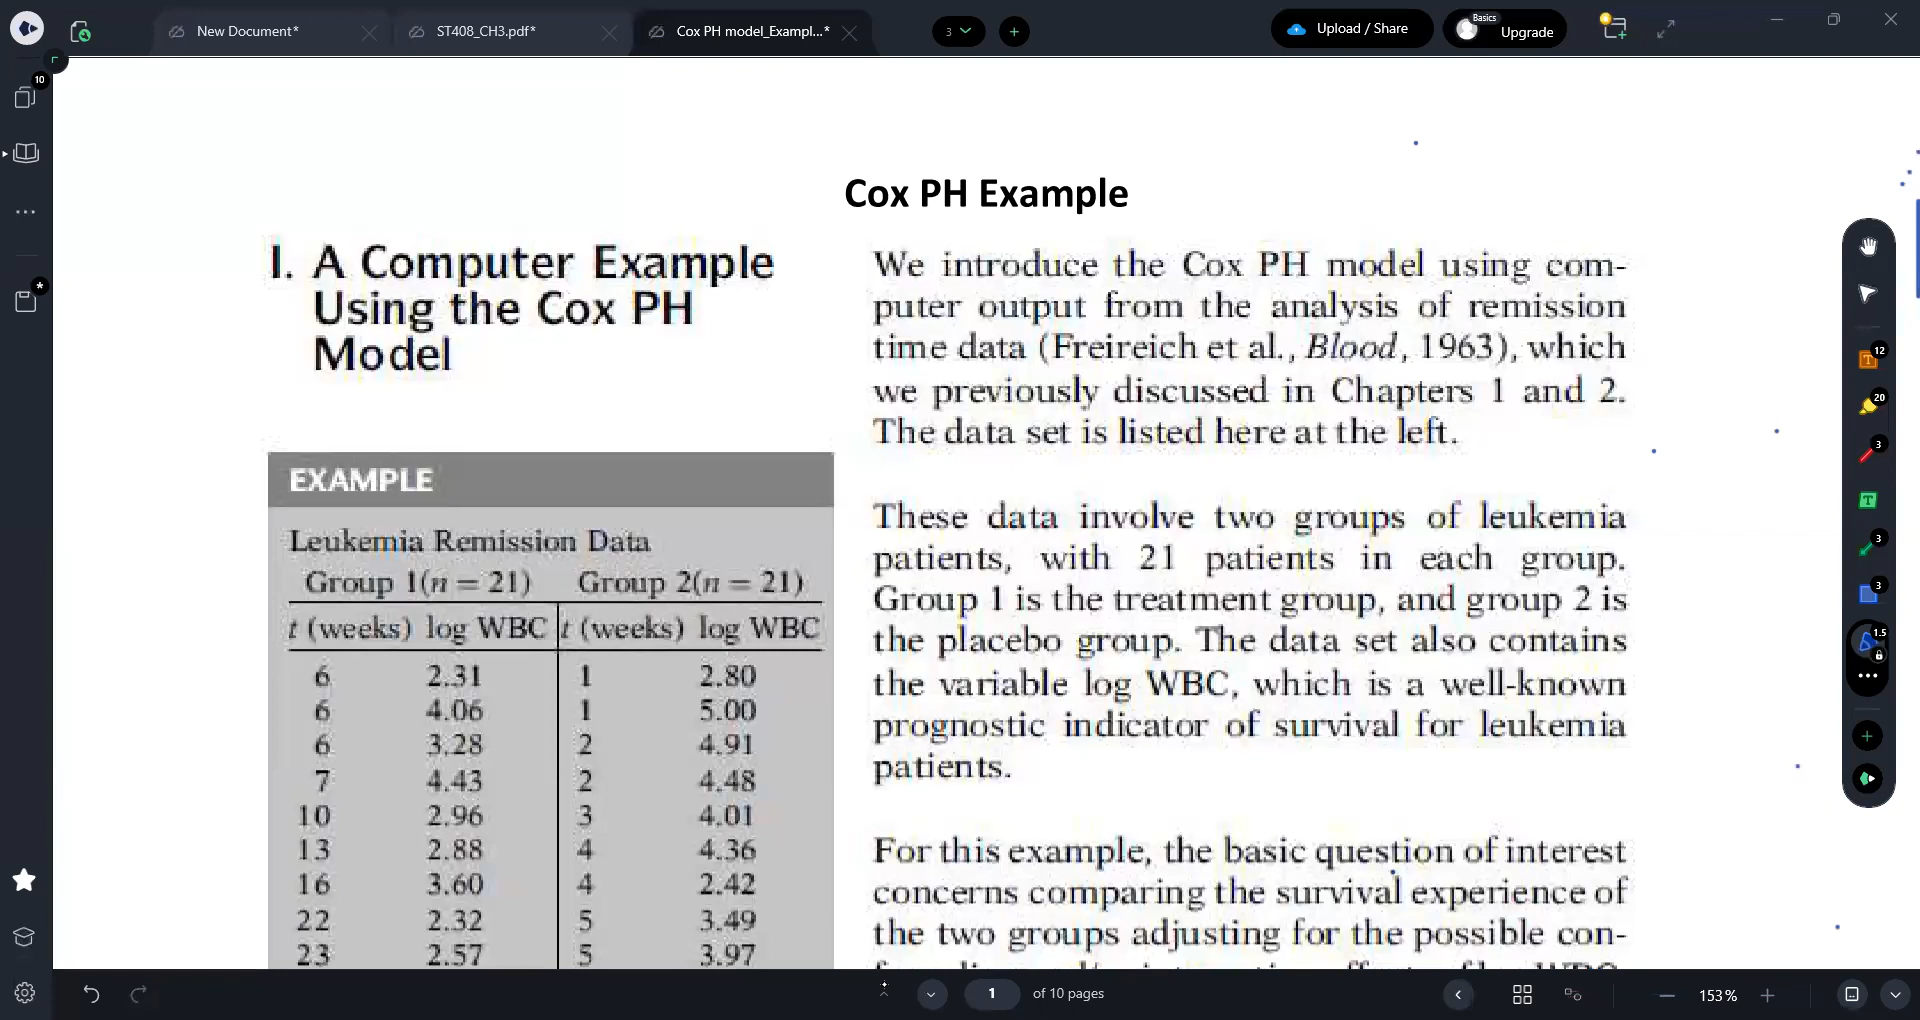 New Document*
ST408_CH3.pdf*
Cox PH model_Exampl...*
3
Upload / Share
Basics
Upgrade
10
Cox PH Example
I. A Computer Example
Using the Cox PH
Model
We introduce the Cox PH model using com-
puter output from the analysis of remission
time data (Freireich et al., Blood, 1963), which
we previously discussed in Chapters 1 and 2.
The data set is listed here at the left.
EXAMPLE
Leukemia Remission Data
Group 1(n = 21) Group 2(n = 21)
t (weeks) log WBC t (weeks) log WBC
6 2.31 1 2.80
6 4.06 1 5.00
6 3.28 2 4.91
7 4.43 2 4.48
10 2.96 3 4.01
13 2.88 4 4.36
16 3.60 4 2.42
22 2.32 5 3.49
23 2.57 5 3.97
These data involve two groups of leukemia
patients, with 21 patients in each group.
Group 1 is the treatment group, and group 2 is
the placebo group. The data set also contains
the variable log WBC, which is a well-known
prognostic indicator of survival for leukemia
patients.
For this example, the basic question of interest
concerns comparing the survival experience of
the two groups adjusting for the possible con-
12
20
3
T
3
3
1.5
1
of 10 pages
153%